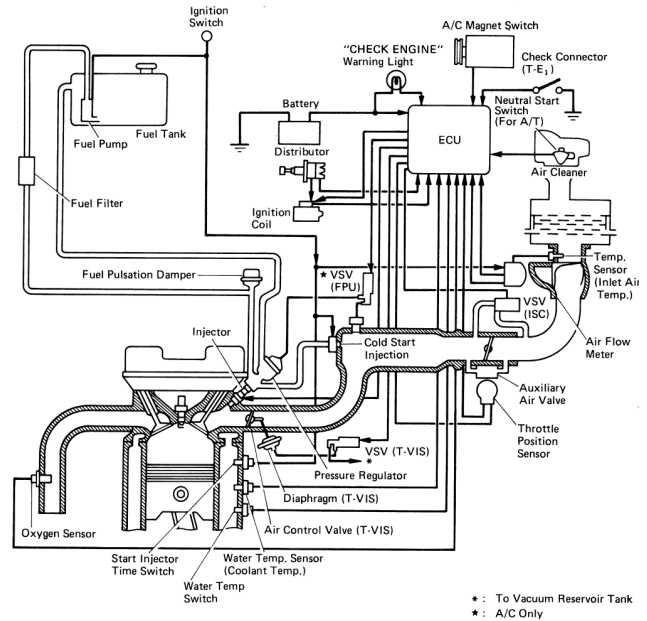 Ignition
Switch
A/C Magnet Switch
"CHECK ENGINE"
Warning Light
Check Connector
(T-E₁)
Neutral Start
Switch
(For A/T)
Battery
Fuel Pump
Fuel Tank
Distributor
ECU
Air Cleaner
Fuel Filter
Ignition
Coil
Temp.
Sensor
(Inlet Air
Temp.)
Fuel Pulsation Damper
★ VSV
(FPU)
VSV
(ISC)
Injector
Cold Start
Injection
Air Flow
Meter
Auxiliary
Air Valve
Throttle
Position
Sensor
VSV (T-VIS)
*
Pressure Regulator
Diaphragm (T-VIS)
Oxygen Sensor
Air Control Valve (T-VIS)
Start Injector
Time Switch
Water Temp. Sensor
(Coolant Temp.)
Water Temp
Switch
* : To Vacuum Reservoir Tank
★ : A/C Only